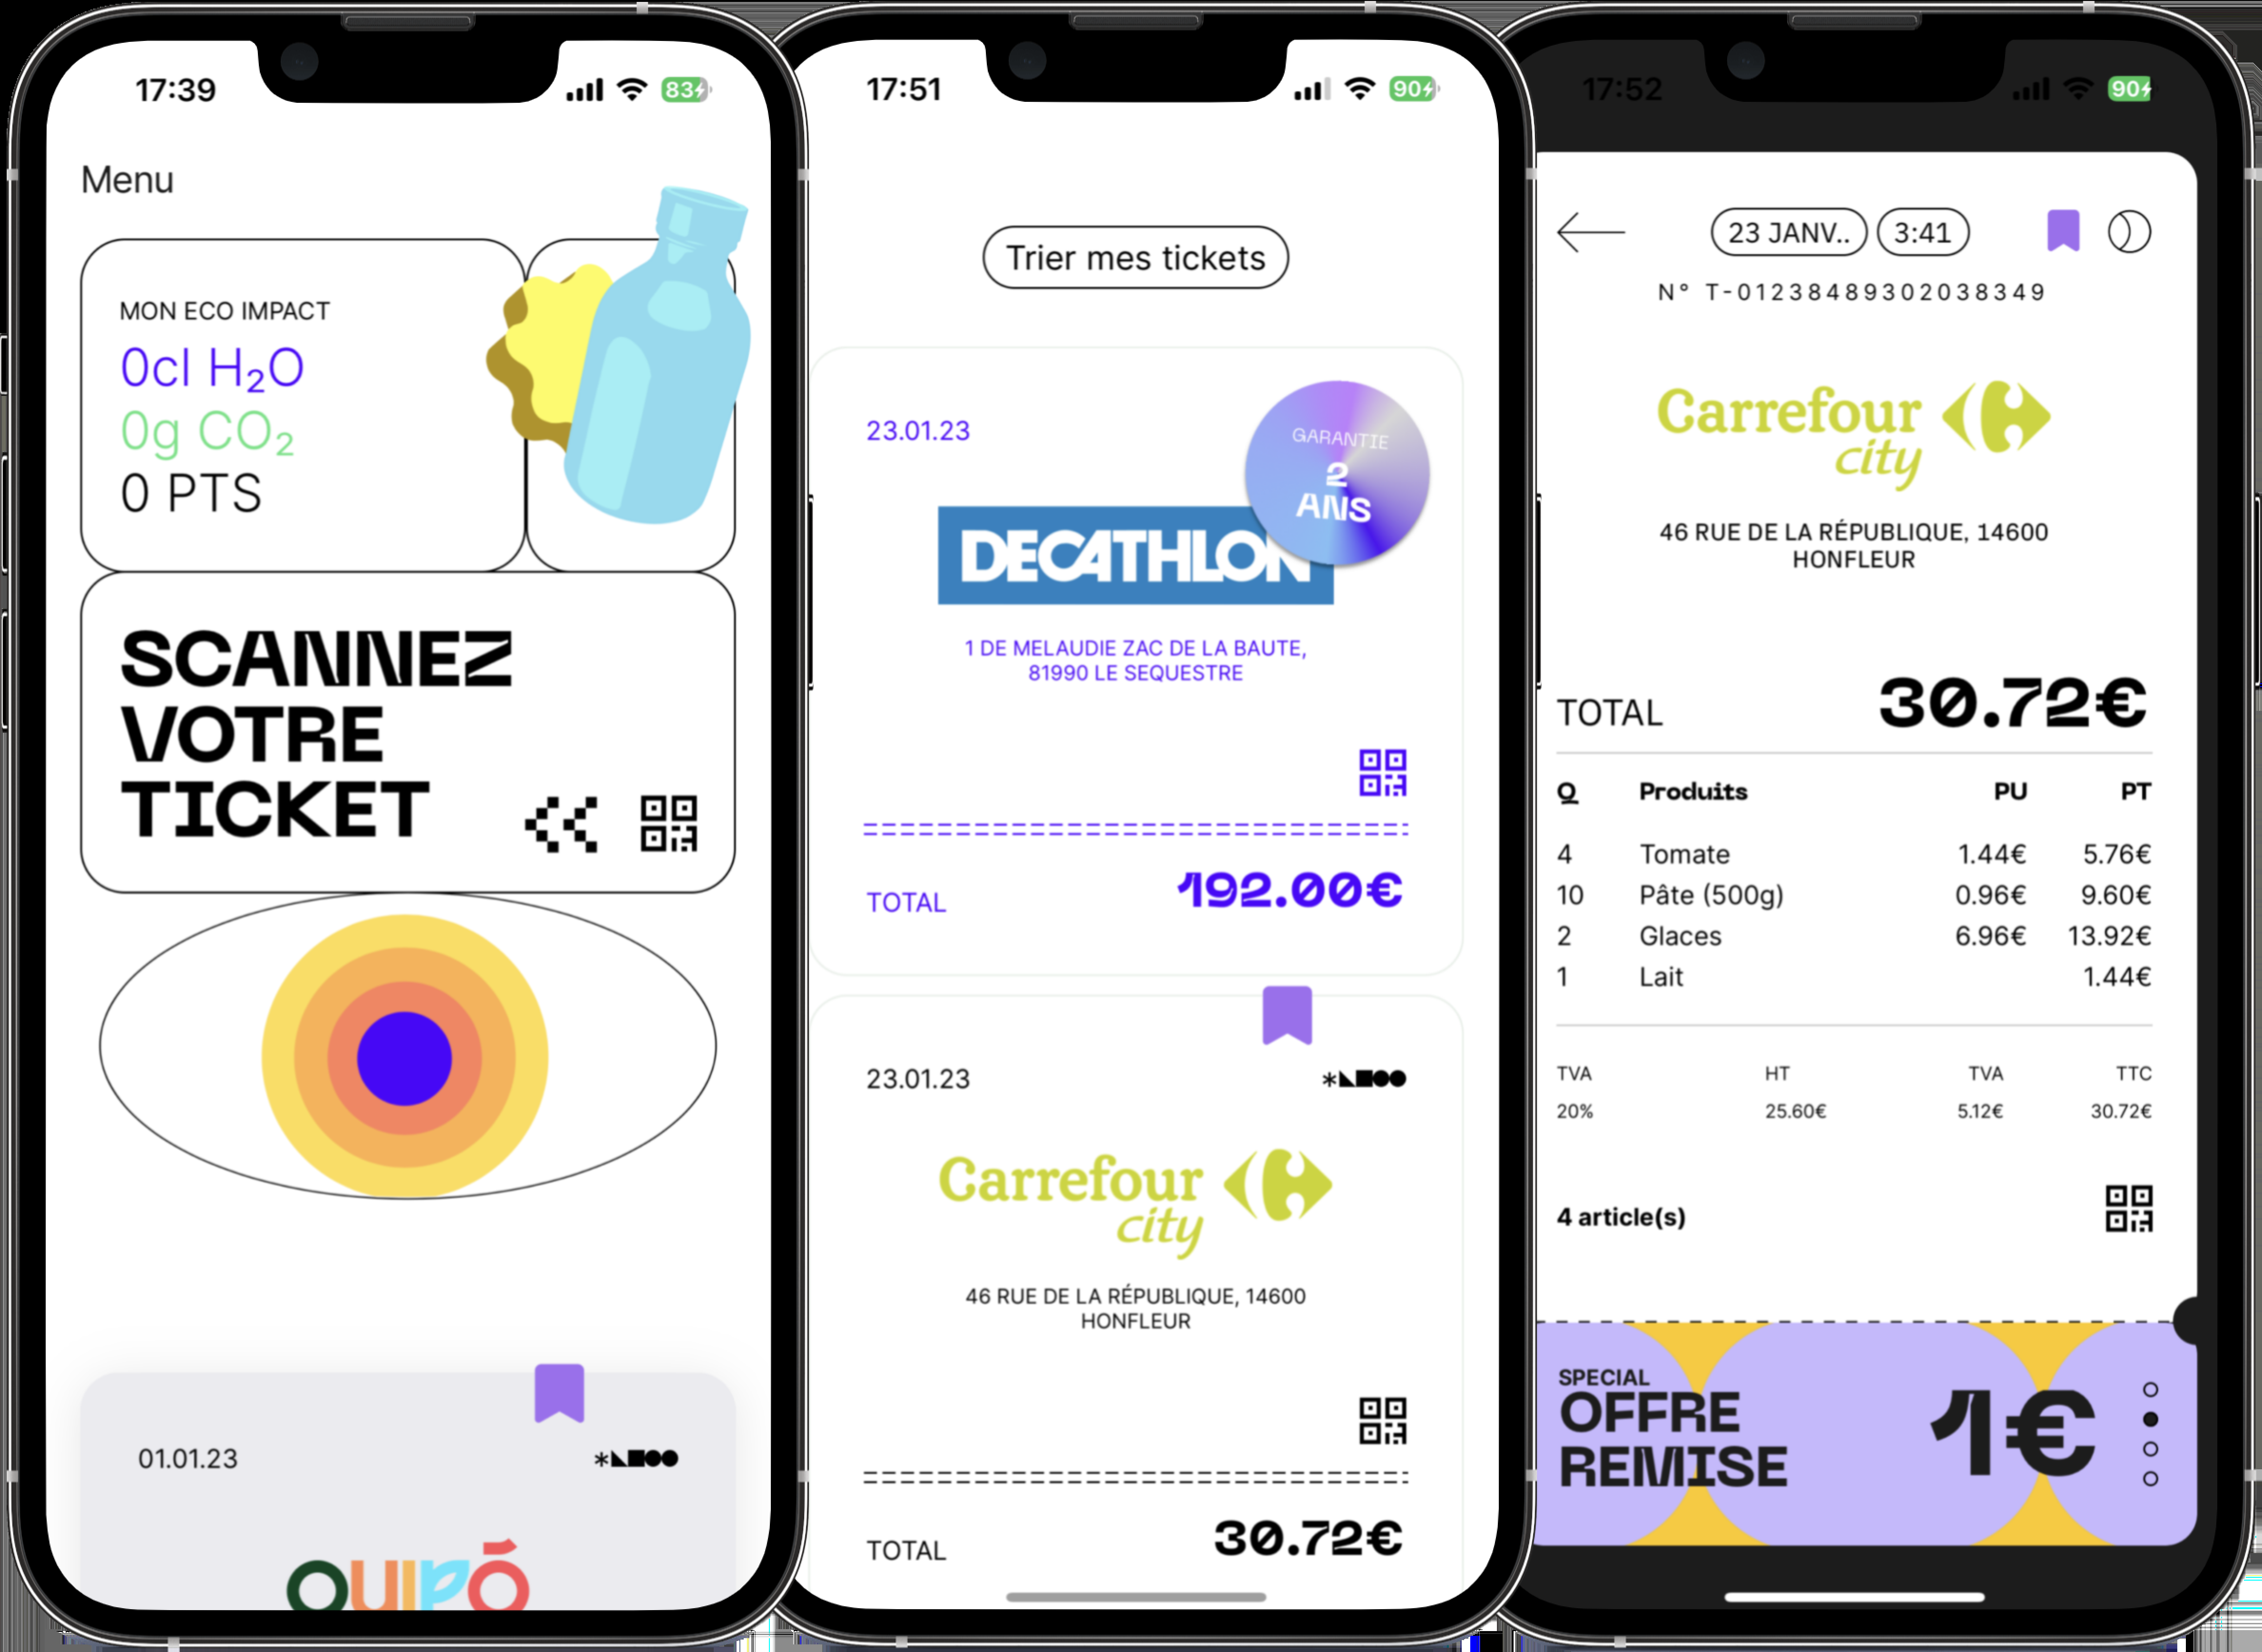 17:39
83
Menu
MON ECO IMPACT
0cl H₂O
0g CO₂
0 PTS
SCANNEZ
VOTRE
TICKET
01.01.23
OUIPŌ
17:51
90
Trier mes tickets
23.01.23
GARANTIE
2
ANS
DECATHLON
1 DE MELAUDIE ZAC DE LA BAUTE,
81990 LE SEQUESTRE
TOTAL 192.00€
23.01.23
Carrefour
city
46 RUE DE LA RÉPUBLIQUE, 14600
HONFLEUR
TOTAL 30.72€
17:52
90
23 JANV.. 3:41
N° T-01238489302038349
Carrefour
city
46 RUE DE LA RÉPUBLIQUE, 14600
HONFLEUR
TOTAL 30.72€
Q Produits PU PT
4 Tomate 1.44€ 5.76€
10 Pâte (500g) 0.96€ 9.60€
2 Glaces 6.96€ 13.92€
1 Lait 1.44€
TVA HT TVA TTC
20% 25.60€ 5.12€ 30.72€
4 article(s)
SPECIAL
OFFRE
REMISE
1€